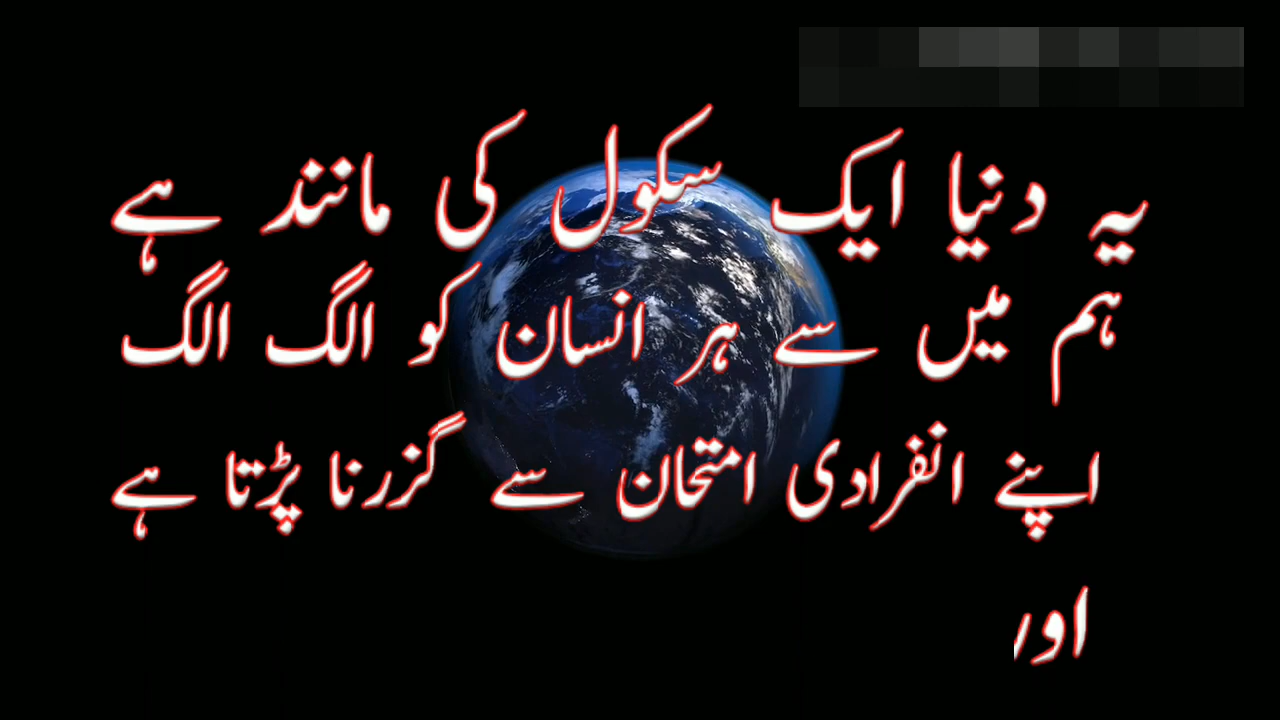 یہ دنیا ایک سکول کی مانند ہے
ہم میں سے ہر انسان کو الگ الگ
اپنے انفرادی امتحان سے گزرنا پڑتا ہے
اور